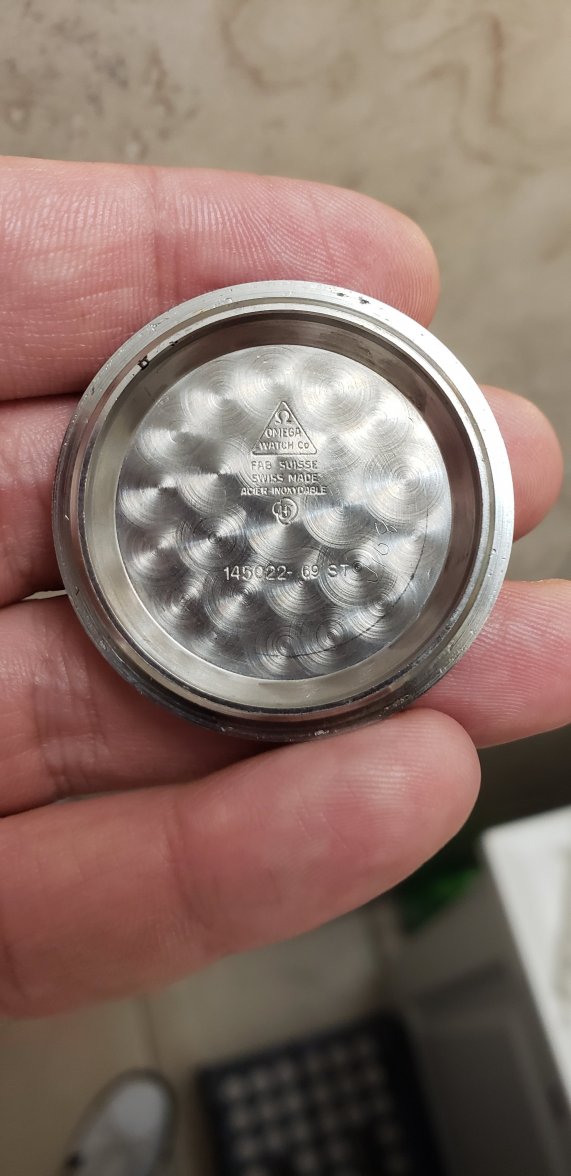 Ω
OMEGA
WATCH Co
FAB SUISSE
SWISS MADE
ACIER INOXYDABLE
145022-69 ST